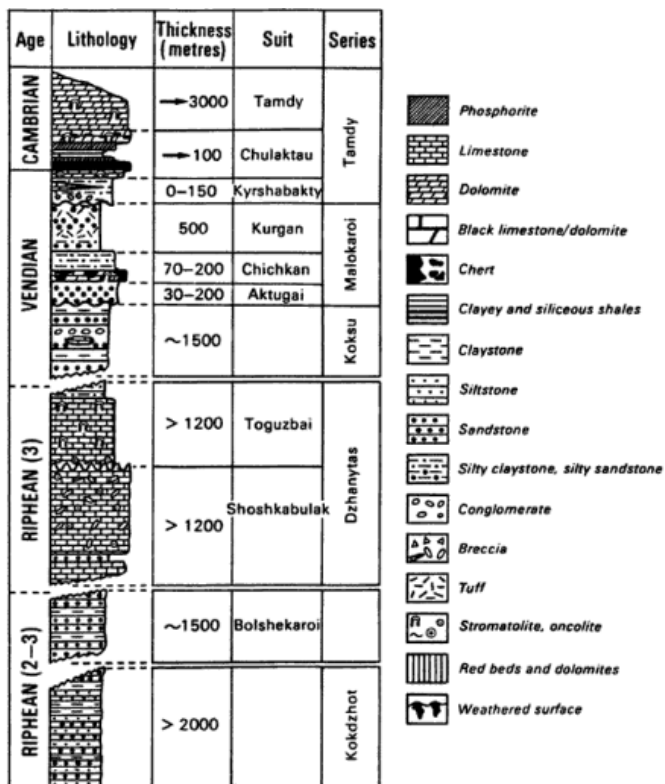 Age Lithology Thickness (metres) Suit Series
CAMBRIAN
→3000 Tamdy
→100 Chulaktau
Tamdy
VENDIAN
0–150 Kyrshabakty
500 Kurgan
70–200 Chichkan
30–200 Aktugai
Malokaroi
~1500
Koksu
RIPHEAN (3)
> 1200 Toguzbai
> 1200 Shoshkabulak
Dzhanytas
RIPHEAN (2–3)
~1500 Bolshekaroi
> 2000
Kokdzhot
Phosphorite
Limestone
Dolomite
Black limestone/dolomite
Chert
Clayey and siliceous shales
Claystone
Siltstone
Sandstone
Silty claystone, silty sandstone
Conglomerate
Breccia
Tuff
Stromatolite, oncolite
Red beds and dolomites
Weathered surface